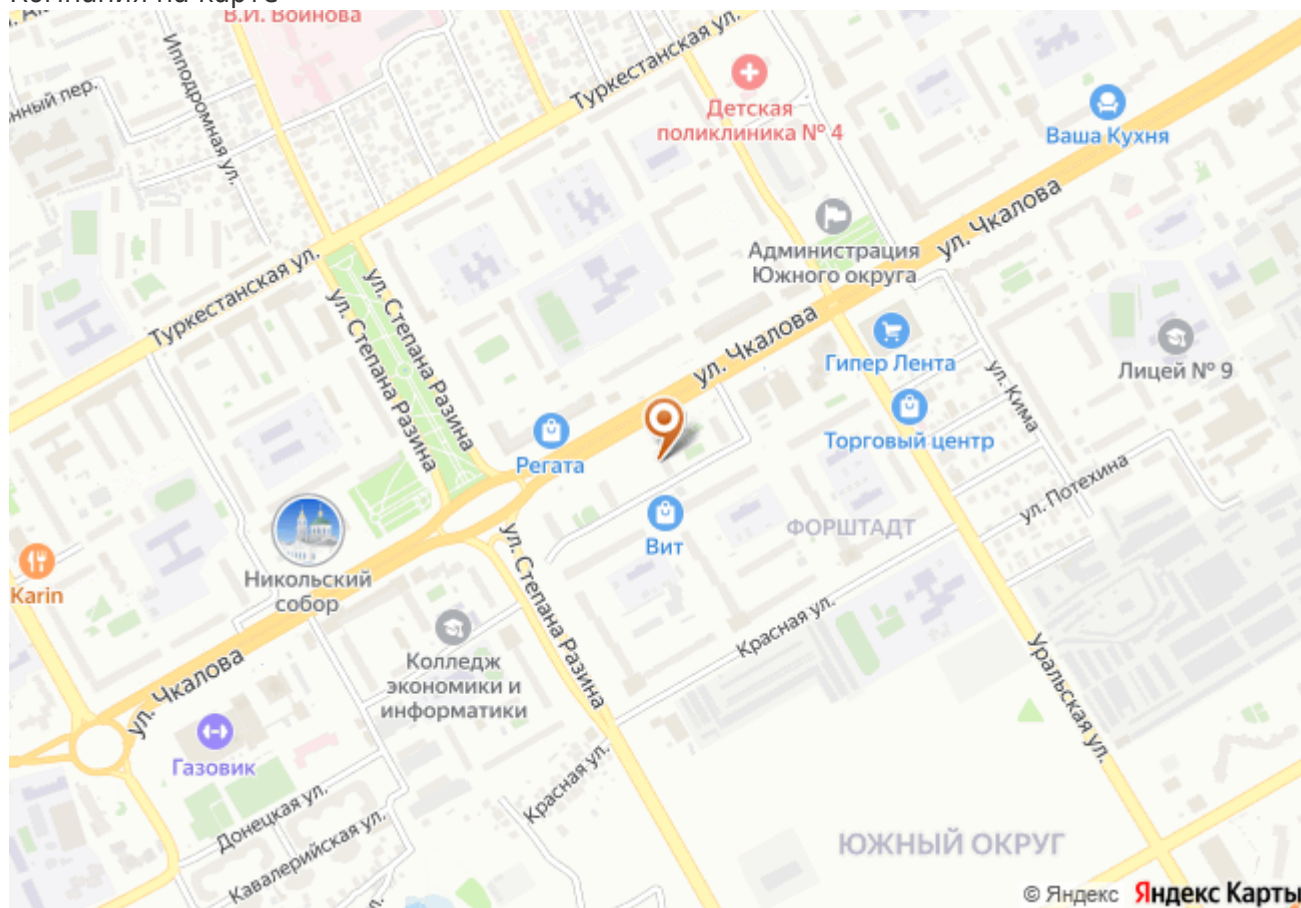 Компания на карте
В.И. Воинова
Ипподромная ул.
Туркестанская ул.
Детская
поликлиника № 4
Ваша Кухня
ул. Чкалова
Администрация
Южного округа
Туркестанская ул.
ул. Степана Разина
ул. Степана Разина
ул. Чкалова
Гипер Лента
ул. Кима
Лицей № 9
Торговый центр
Регата
ул. Потехина
Вит
ФОРШТАДТ
Никольский
собор
Karin
ул. Степана Разина
Колледж
экономики и
информатики
Красная ул.
Уральская ул.
ул. Чкалова
Газовик
Красная ул.
Донецкая ул.
Кавалерийская ул.
ЮЖНЫЙ ОКРУГ
© Яндекс Яндекс Карты